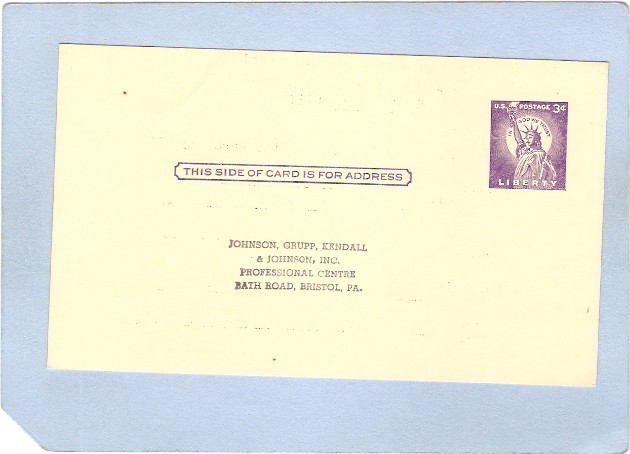 U.S. POSTAGE 3¢
IN GOD WE TRUST
LIBERTY
THIS SIDE OF CARD IS FOR ADDRESS
JOHNSON, GRUPP, KENDALL
& JOHNSON, INC.
PROFESSIONAL CENTRE
BATH ROAD, BRISTOL, PA.